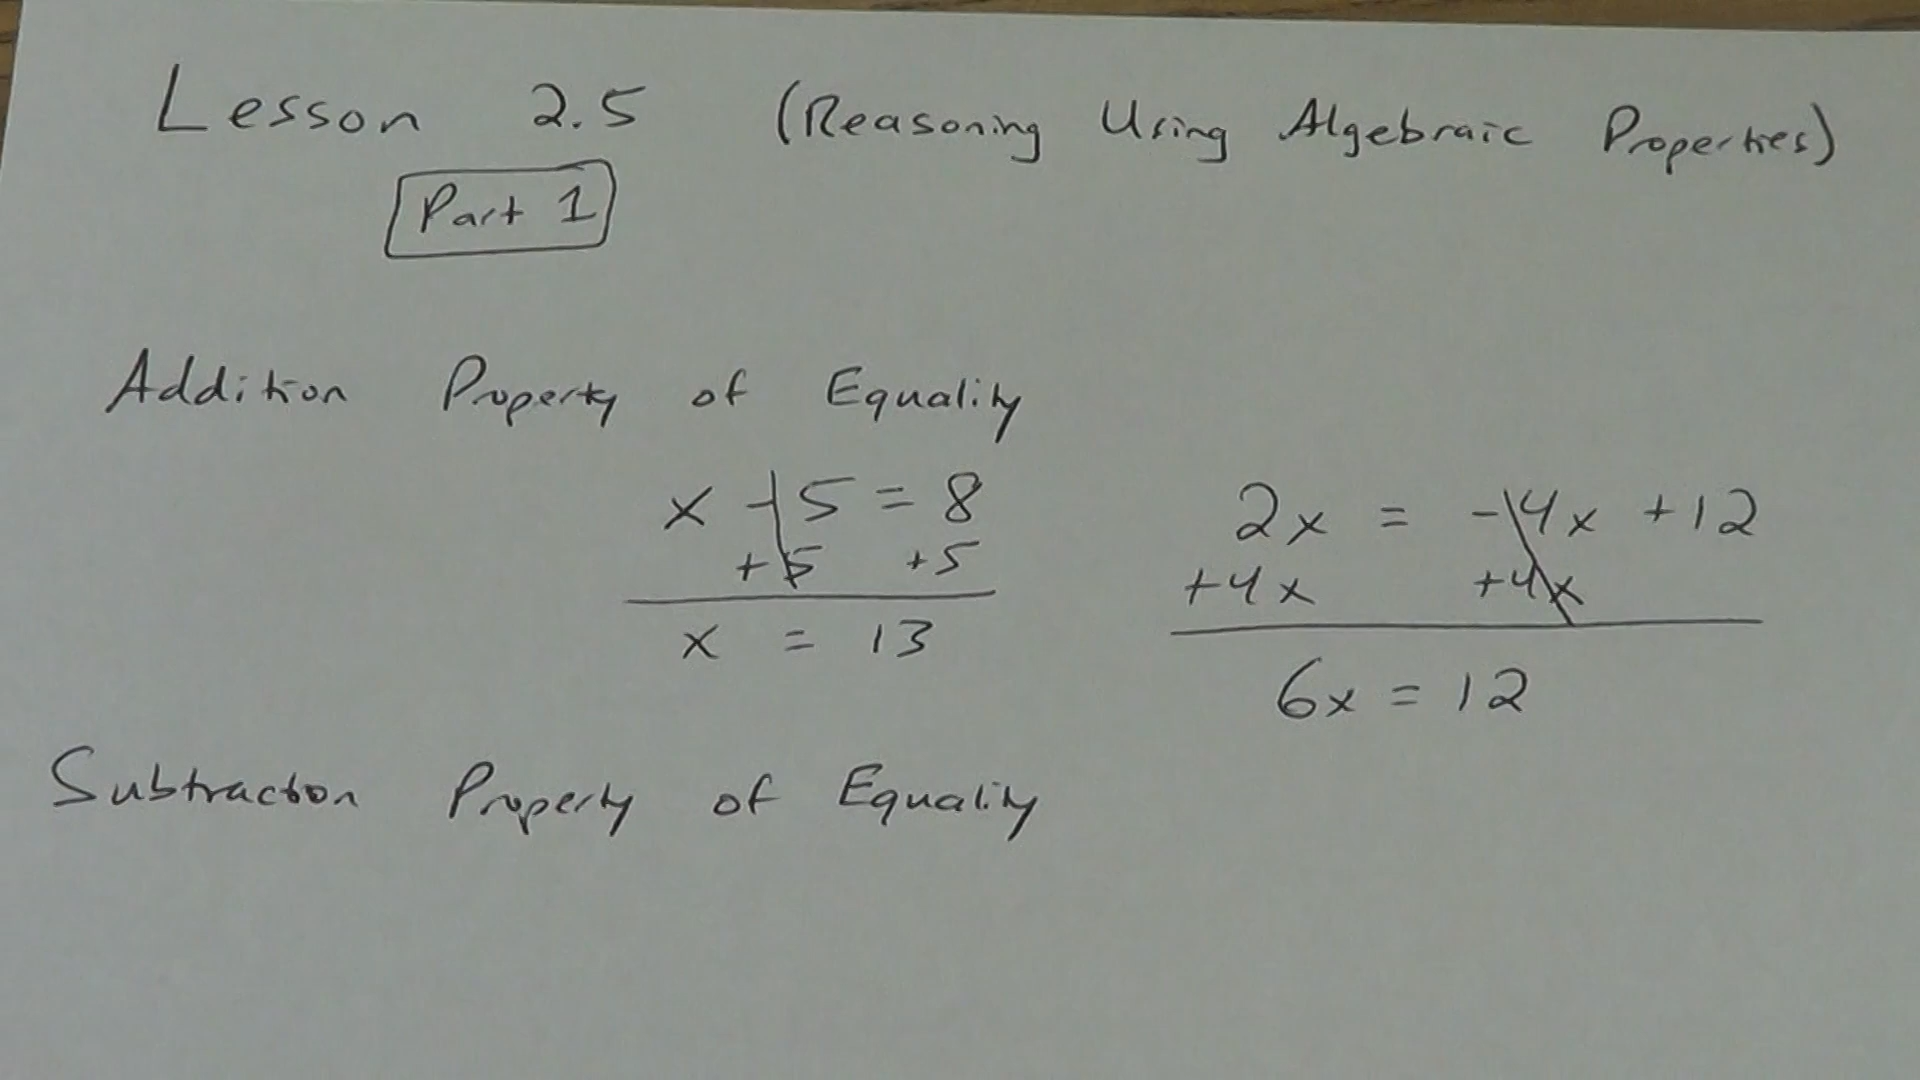 Lesson 2.5 (Reasoning Using Algebraic Properties)
Part 1
Addition Property of Equality
x - 5 = 8
+5 +5
x = 13
2x = -4x +12
+4x +4x
6x = 12
Subtraction Property of Equality